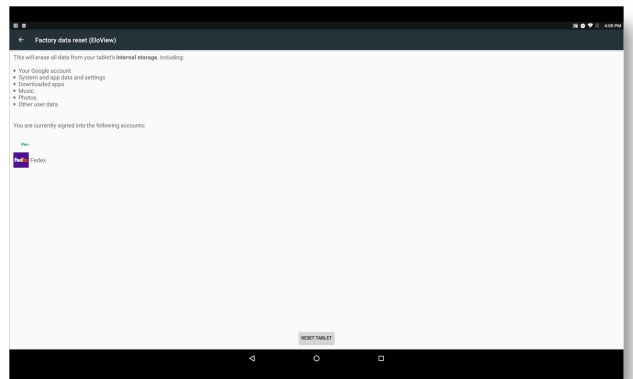 4:09 PM
Factory data reset (EloView)
This will erase all data from your tablet's internal storage, including:
• Your Google account
• System and app data and settings
• Downloaded apps
• Music
• Photos
• Other user data
You are currently signed into the following accounts:
FedEx Fedex
RESET TABLET